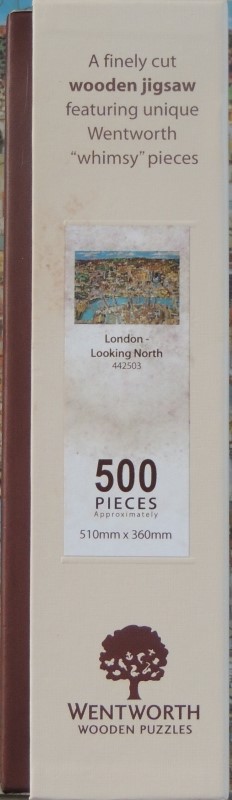 A finely cut
wooden jigsaw
featuring unique
Wentworth
“whimsy” pieces
London -
Looking North
442503
500
PIECES
Approximately
510mm x 360mm
WENTWORTH
WOODEN PUZZLES